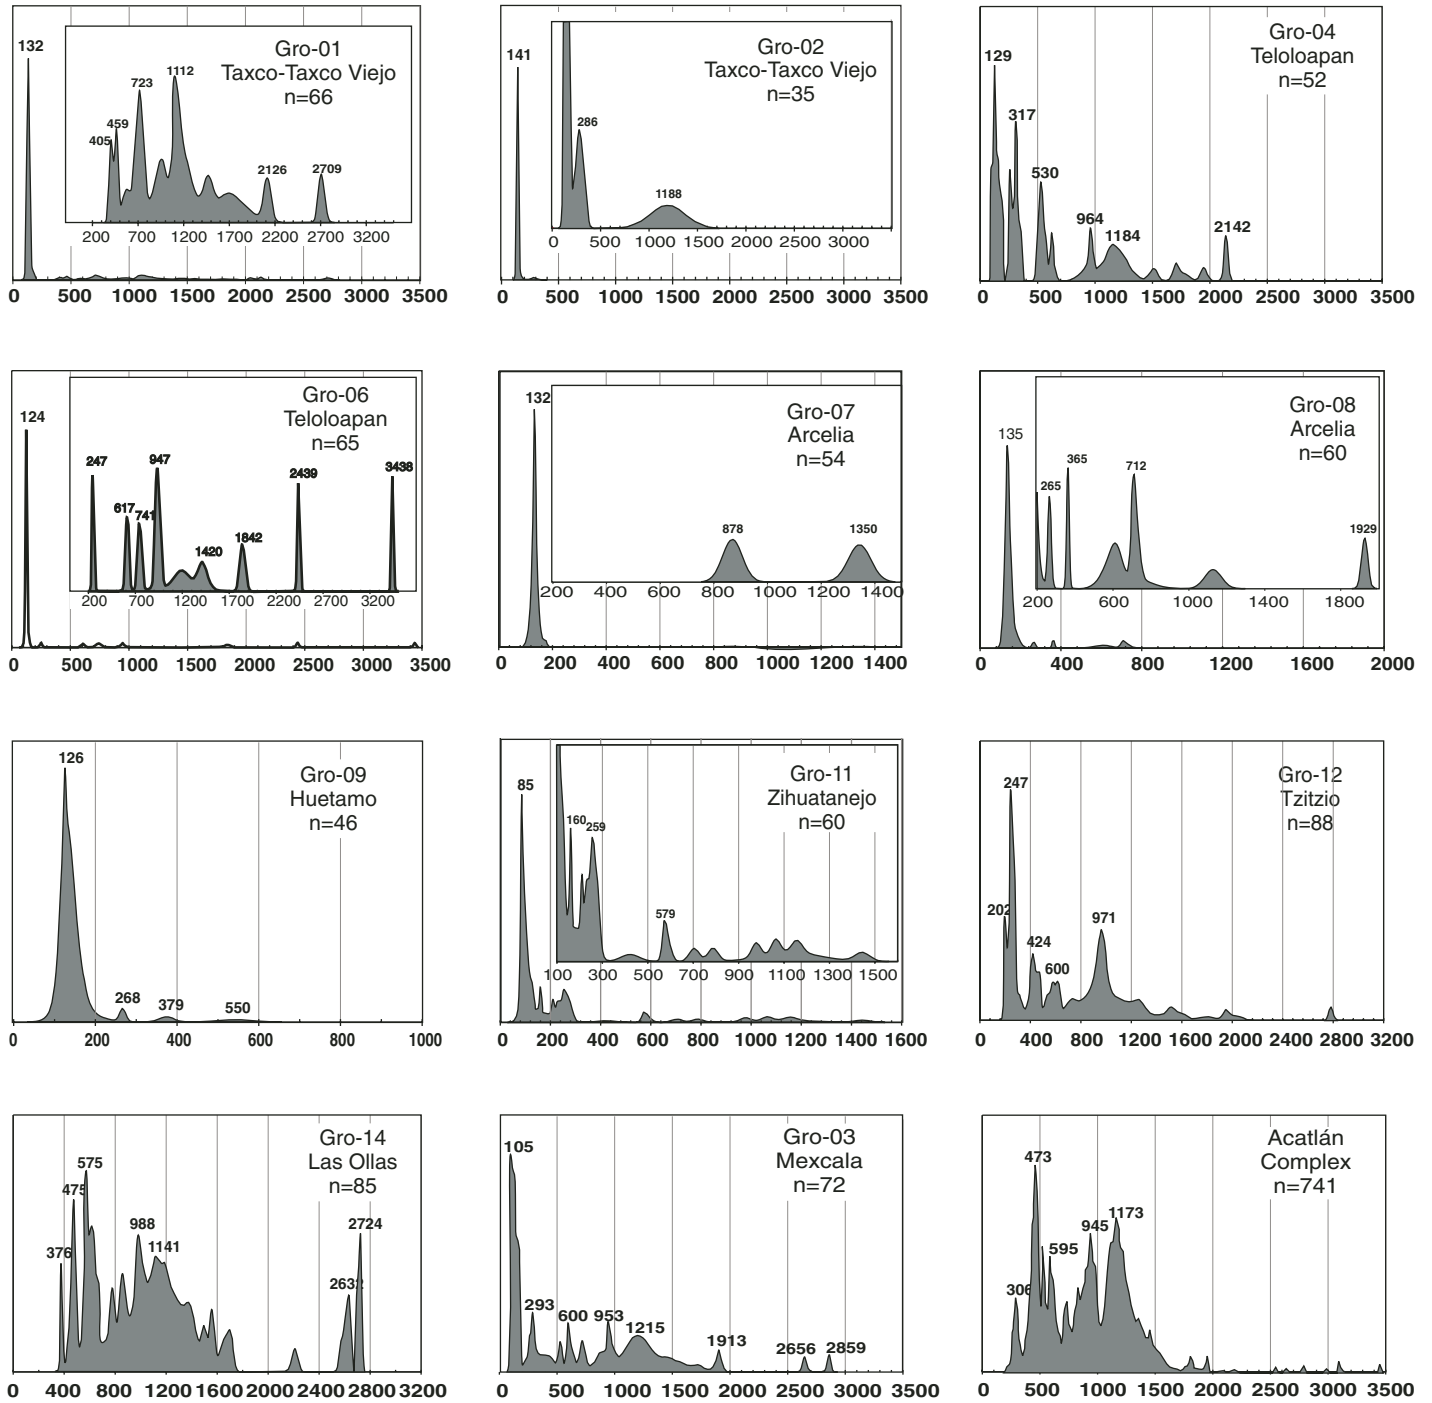 132
Gro-01
Taxco-Taxco Viejo
n=66
405
459
723
1112
2126
2709
200 700 1200 1700 2200 2700 3200
0 500 1000 1500 2000 2500 3000 3500
141
Gro-02
Taxco-Taxco Viejo
n=35
286
1188
0 500 1000 1500 2000 2500 3000
0 500 1000 1500 2000 2500 3000 3500
129
Gro-04
Teloloapan
n=52
317
530
964
1184
2142
0 500 1000 1500 2000 2500 3000 3500
124
Gro-06
Teloloapan
n=65
247
617
741
947
1420
1842
2439
3438
200 700 1200 1700 2200 2700 3200
0 500 1000 1500 2000 2500 3000 3500
132
Gro-07
Arcelia
n=54
878
1350
200 400 600 800 1000 1200 1400
0 200 400 600 800 1000 1200 1400
135
Gro-08
Arcelia
n=60
265
365
712
1929
200 600 1000 1400 1800
0 400 800 1200 1600 2000
126
Gro-09
Huetamo
n=46
268
379
550
0 200 400 600 800 1000
85
Gro-11
Zihuatanejo
n=60
160
259
579
100 300 500 700 900 1100 1300 1500
0 200 400 600 800 1000 1200 1400 1600
247
Gro-12
Tzitzio
n=88
202
424
600
971
0 400 800 1200 1600 2000 2400 2800 3200
Gro-14
Las Ollas
n=85
376
475
575
988
1141
2632
2724
0 400 800 1200 1600 2000 2400 2800 3200
105
Gro-03
Mexcala
n=72
293
600
953
1215
1913
2656
2859
0 500 1000 1500 2000 2500 3000 3500
Acatlán
Complex
n=741
306
473
595
945
1173
0 500 1000 1500 2000 2500 3000 3500